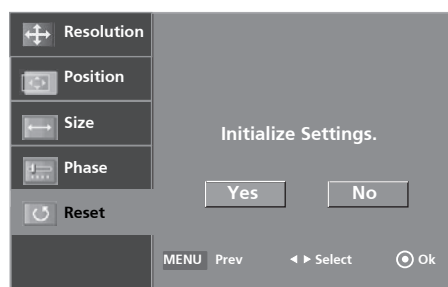 Resolution
Position
Size
Phase
Reset
Initialize Settings.
Yes No
MENU Prev ◄ ► Select Ok